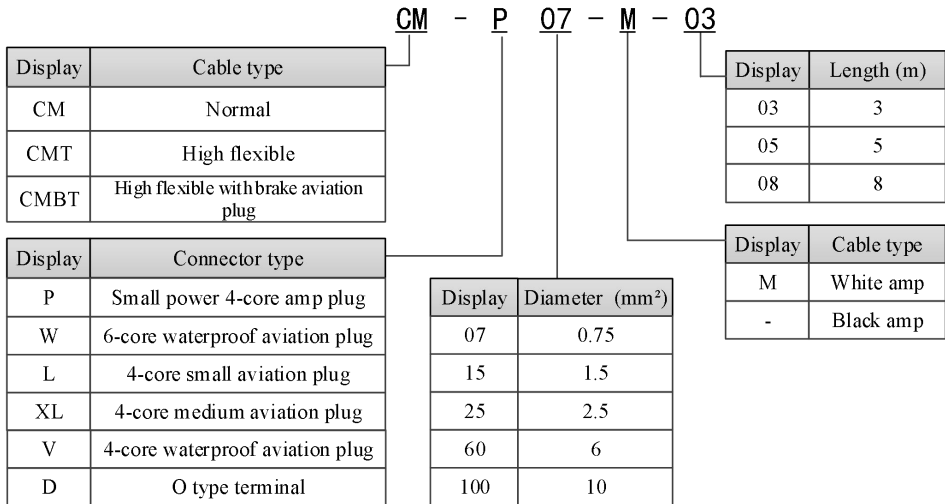 CM - P 07 - M - 03
Display Cable type
CM Normal
CMT High flexible
CMBT High flexible with brake aviation
plug
Display Connector type
P Small power 4-core amp plug
W 6-core waterproof aviation plug
L 4-core small aviation plug
XL 4-core medium aviation plug
V 4-core waterproof aviation plug
D O type terminal
Display Diameter (mm²)
07 0.75
15 1.5
25 2.5
60 6
100 10
Display Length (m)
03 3
05 5
08 8
Display Cable type
M White amp
- Black amp